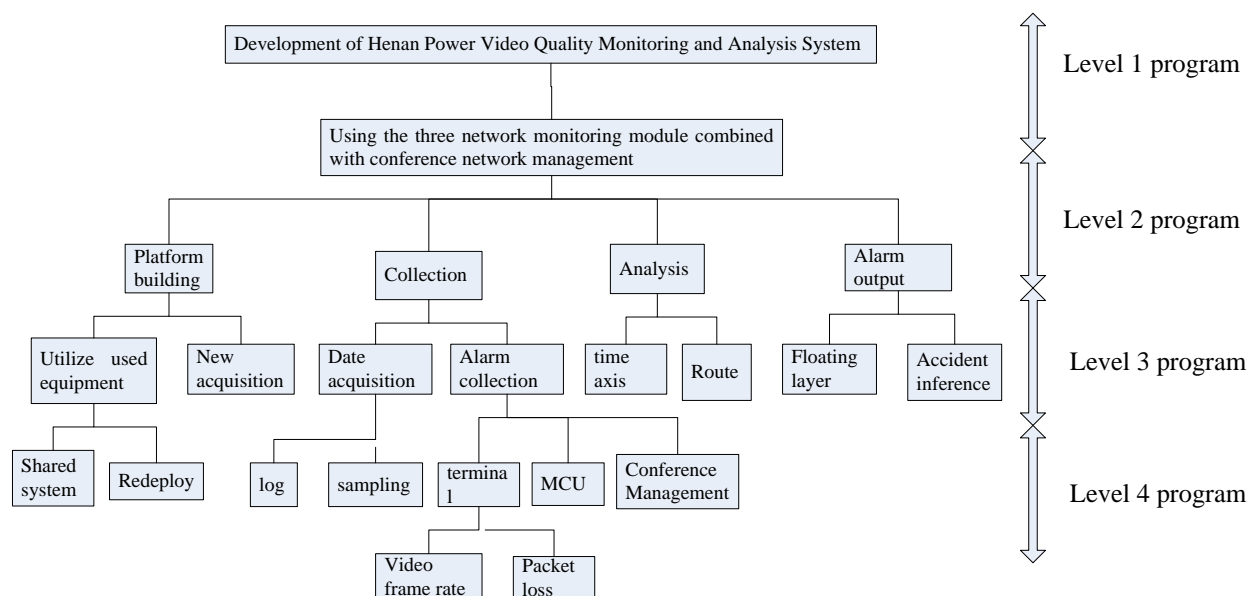 Development of Henan Power Video Quality Monitoring and Analysis System
Level 1 program
Using the three network monitoring module combined
with conference network management
Level 2 program
Platform
building
Collection
Analysis
Alarm
output
Utilize used
equipment
New
acquisition
Date
acquisition
Alarm
collection
time
axis
Route
Floating
layer
Accident
inference
Level 3 program
Shared
system
Redeploy
log
sampling
termina
l
MCU
Conference
Management
Level 4 program
Video
frame rate
Packet
loss